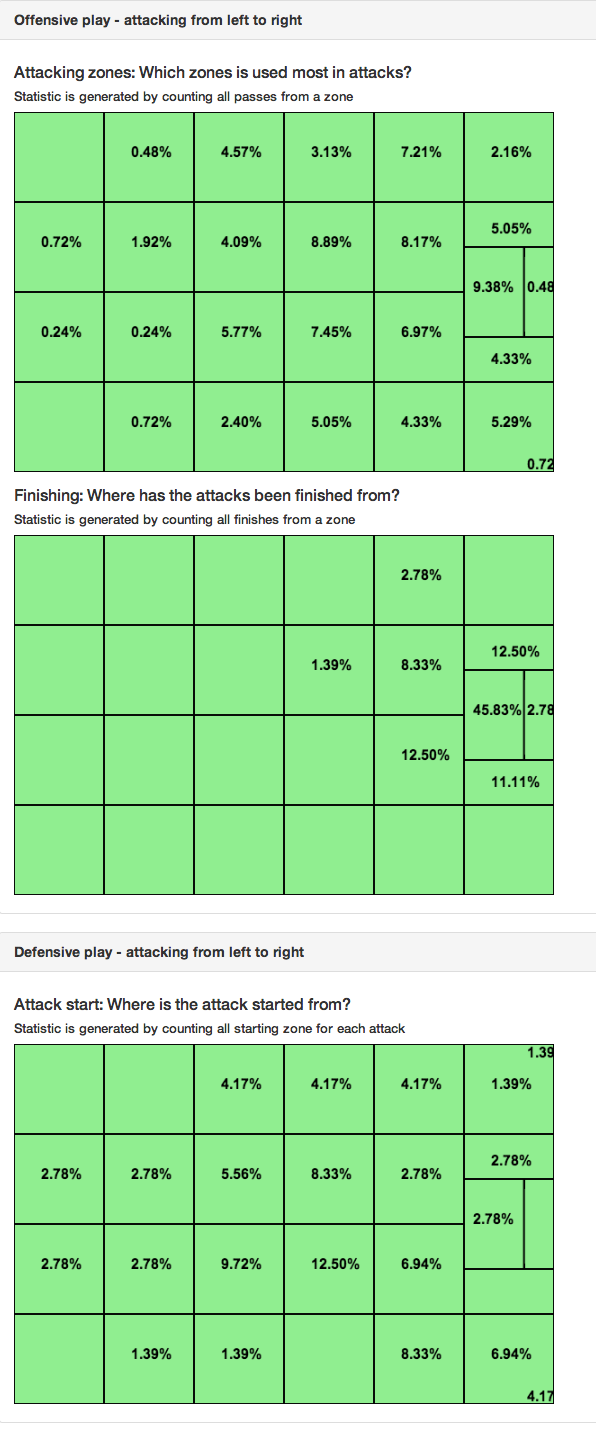 Offensive play - attacking from left to right
Attacking zones: Which zones is used most in attacks?
Statistic is generated by counting all passes from a zone
0.48% 4.57% 3.13% 7.21% 2.16%
5.05%
0.72% 1.92% 4.09% 8.89% 8.17%
9.38% 0.48
0.24% 0.24% 5.77% 7.45% 6.97%
4.33%
0.72% 2.40% 5.05% 4.33% 5.29%
0.72
Finishing: Where has the attacks been finished from?
Statistic is generated by counting all finishes from a zone
2.78%
12.50%
1.39% 8.33%
45.83% 2.78
12.50%
11.11%
Defensive play - attacking from left to right
Attack start: Where is the attack started from?
Statistic is generated by counting all starting zone for each attack
1.39
4.17% 4.17% 4.17% 1.39%
2.78%
2.78% 2.78% 5.56% 8.33% 2.78%
2.78%
2.78% 2.78% 9.72% 12.50% 6.94%
1.39% 1.39% 8.33% 6.94%
4.17